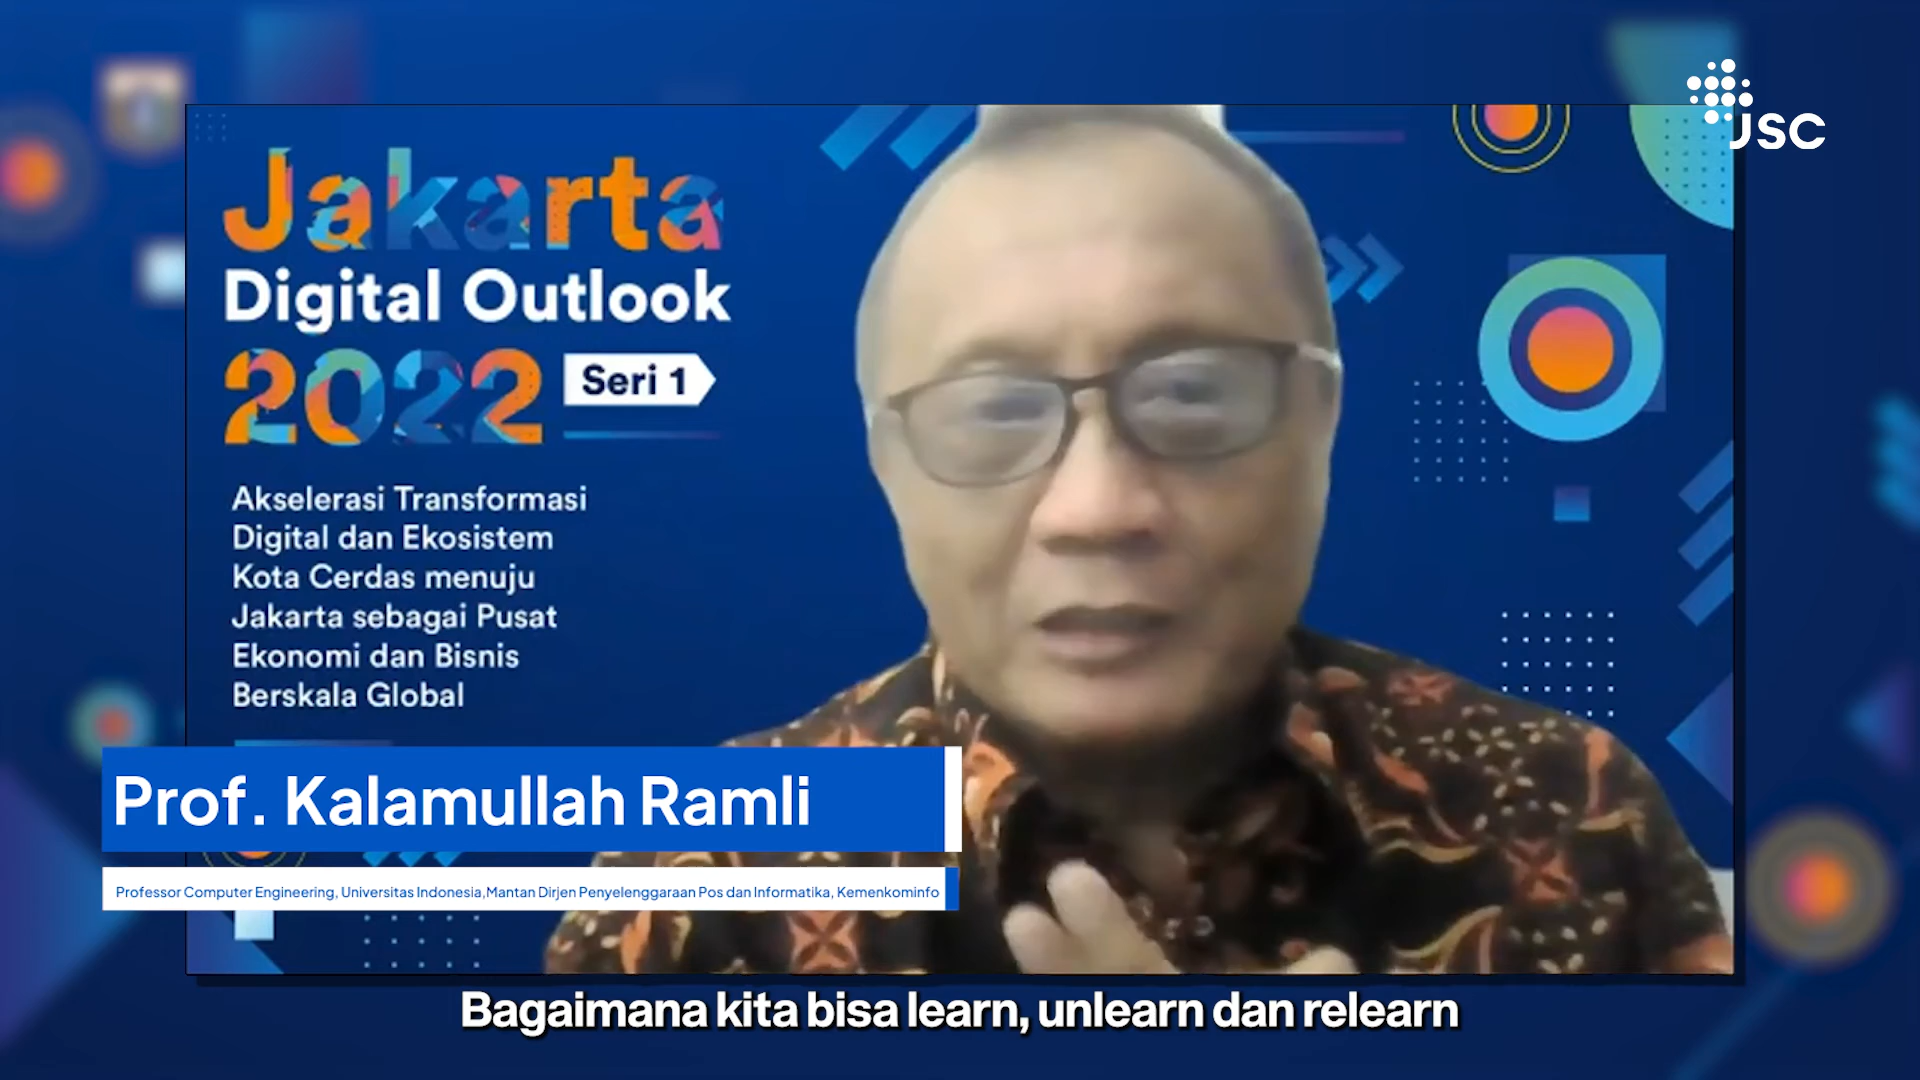 JSC
Jakarta
Digital Outlook
2022 Seri 1
Akselerasi Transformasi
Digital dan Ekosistem
Kota Cerdas menuju
Jakarta sebagai Pusat
Ekonomi dan Bisnis
Berskala Global
Prof. Kalamullah Ramli
Professor Computer Engineering, Universitas Indonesia,Mantan Dirjen Penyelenggaraan Pos dan Informatika, Kemenkominfo
Bagaimana kita bisa learn, unlearn dan relearn